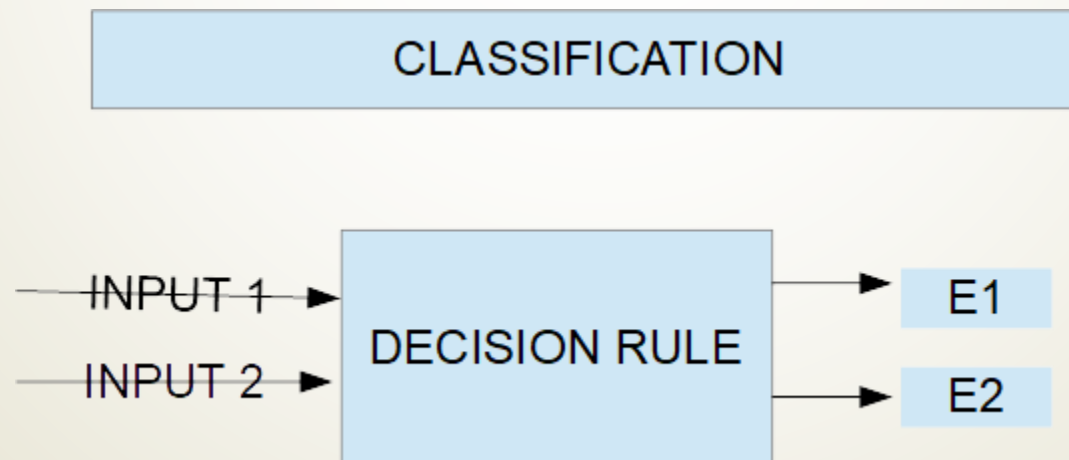 CLASSIFICATION
INPUT 1
INPUT 2
DECISION RULE
E1
E2